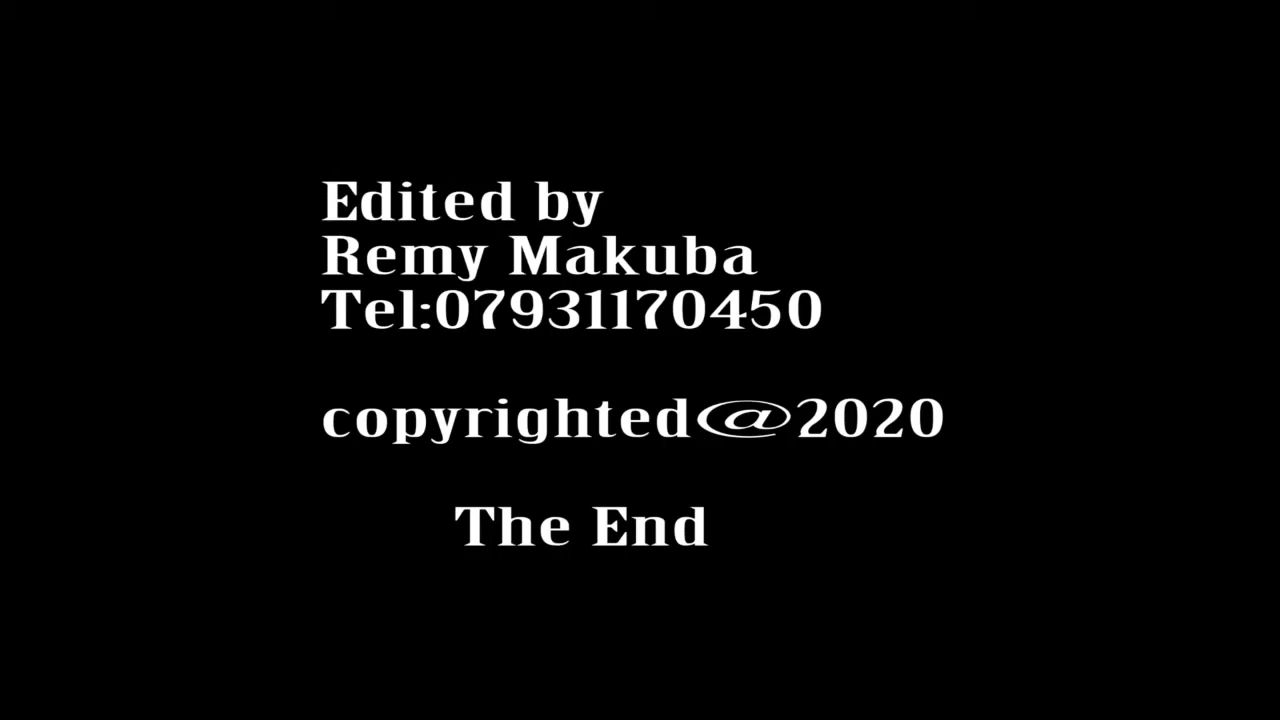 Edited by
Remy Makuba
Tel:07931170450
copyrighted@2020
The End